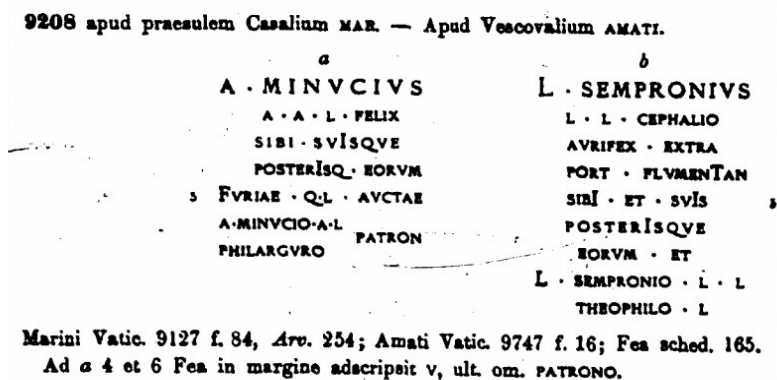 9208 apud praesulem Casalium MAR. — Apud Vescovalium AMATI.
a
A · MINVCIVS
A · A · L · FELIX
SIBI · SVISQVE
POSTERISQ · EORVM
5 FVRIAE · Q·L · AVCTAE
A·MINVCIO·A·L
PATRON
PHILARGVRO
b
L · SEMPRONIVS
L · L · CEPHALIO
AVRIFEX · EXTRA
PORT · FLVMENTAN
SIBI · ET · SVIS 5
POSTERISQVE
EORVM · ET
L · SEMPRONIO · L · L
THEOPHILO · L
Marini Vatic. 9127 f. 84, Arv. 254; Amati Vatic. 9747 f. 16; Fea sched. 165.
Ad a 4 et 6 Fea in margine adscripsit V, ult. om. PATRONO.